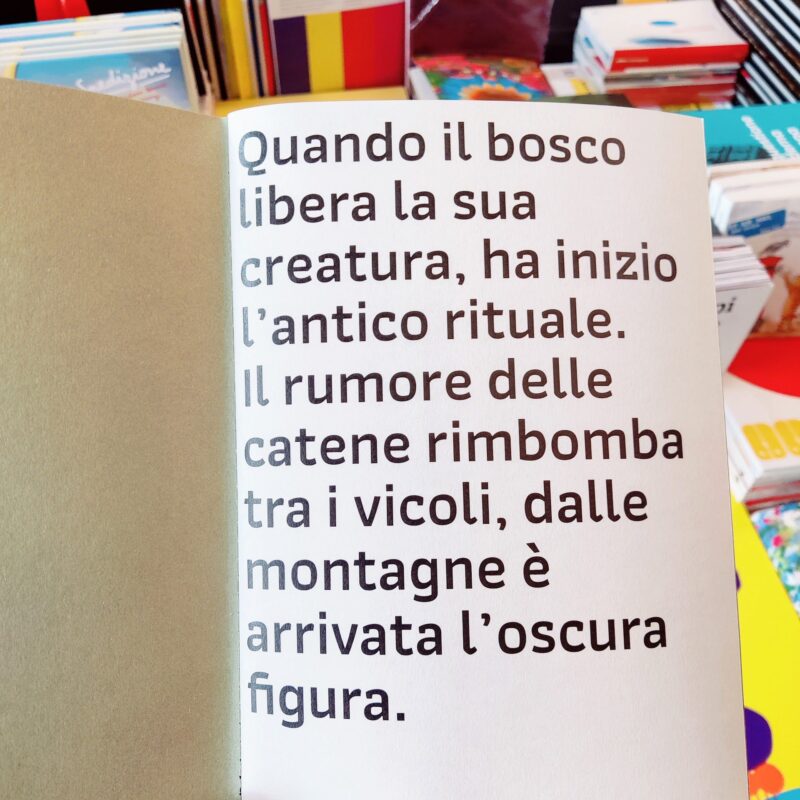 Spedizione
Quando il bosco
libera la sua
creatura, ha inizio
l’antico rituale.
Il rumore delle
catene rimbomba
tra i vicoli, dalle
montagne è
arrivata l’oscura
figura.